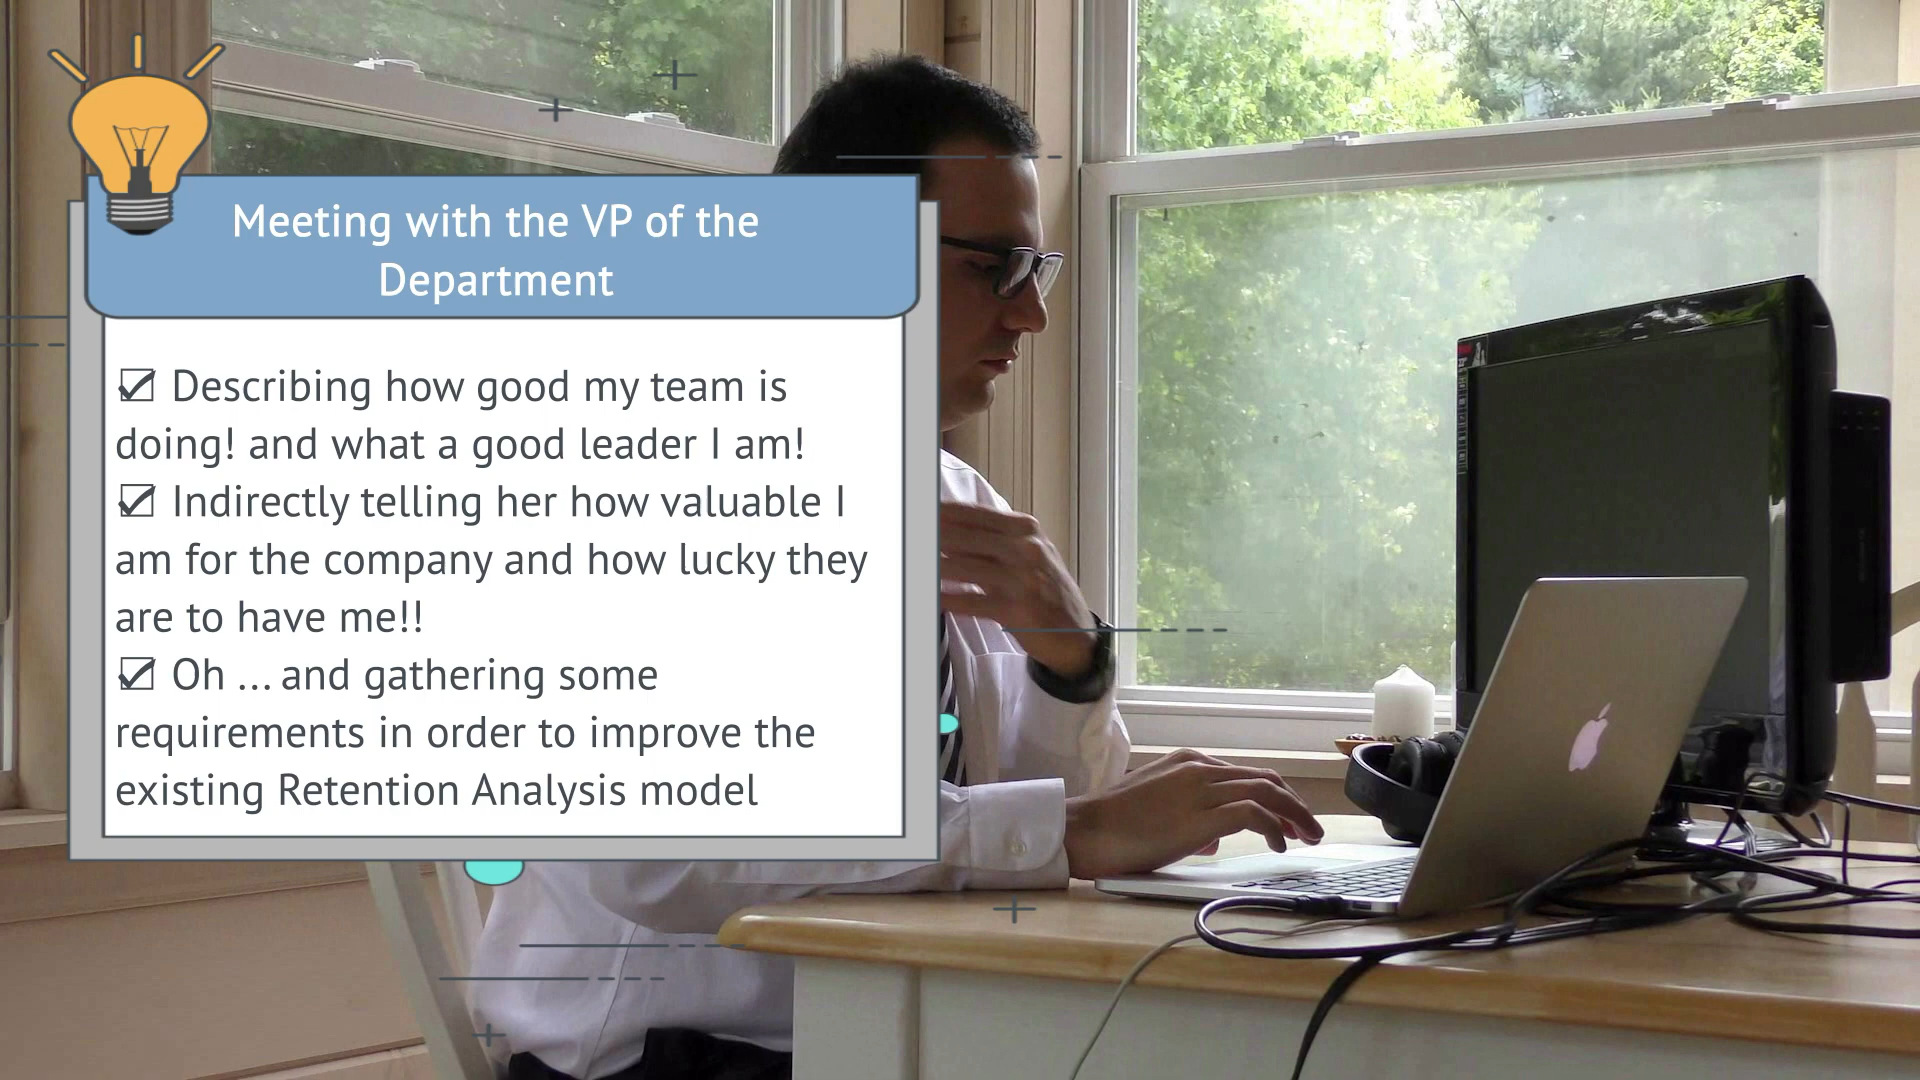 Meeting with the VP of the
Department
☑ Describing how good my team is
doing! and what a good leader I am!
☑ Indirectly telling her how valuable I
am for the company and how lucky they
are to have me!!
☑ Oh ... and gathering some
requirements in order to improve the
existing Retention Analysis model